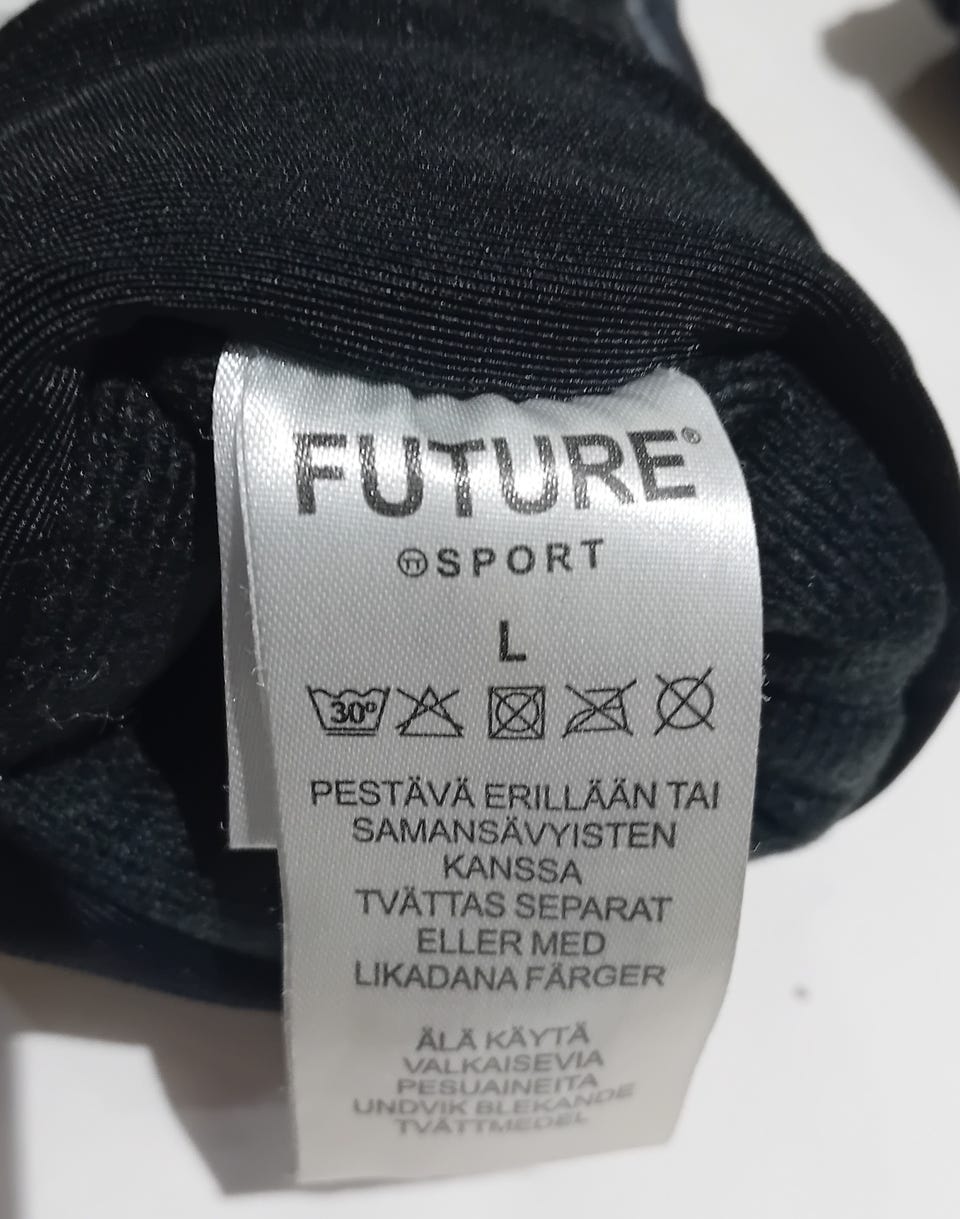 FUTURE®
SPORT
L
30°
PESTÄVÄ ERILLÄÄN TAI
SAMANSÄVYISTEN
KANSSA
TVÄTTAS SEPARAT
ELLER MED
LIKADANA FÄRGER
ÄLÄ KÄYTÄ
VALKAISEVIA
PESUAINEITA
UNDVIK BLEKANDE
TVÄTTMEDEL